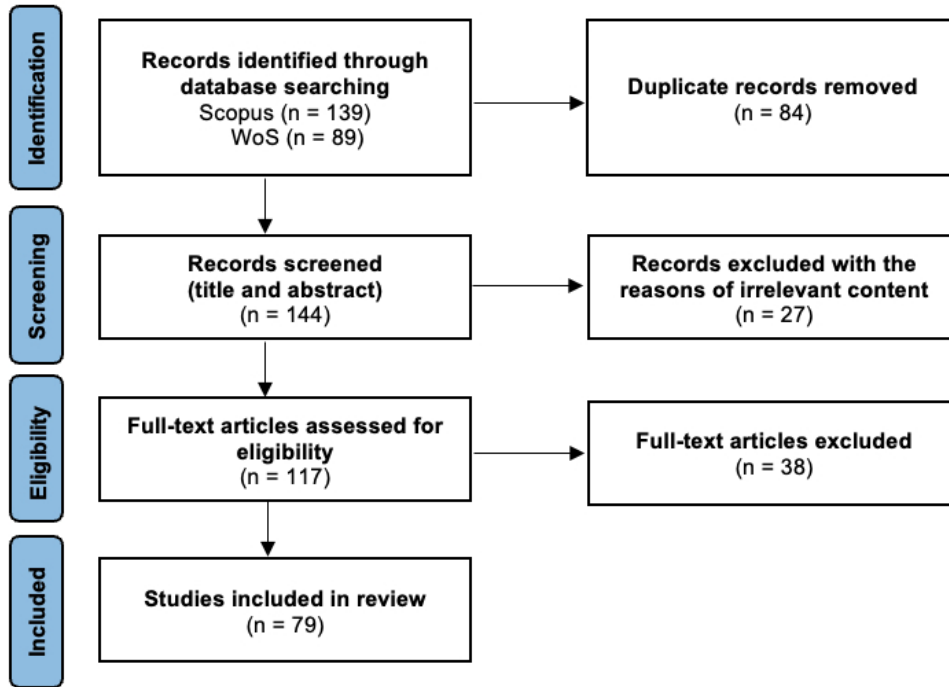 Identification
Records identified through
database searching
Scopus (n = 139)
WoS (n = 89)
Duplicate records removed
(n = 84)
Screening
Records screened
(title and abstract)
(n = 144)
Records excluded with the
reasons of irrelevant content
(n = 27)
Eligibility
Full-text articles assessed for
eligibility
(n = 117)
Full-text articles excluded
(n = 38)
Included
Studies included in review
(n = 79)